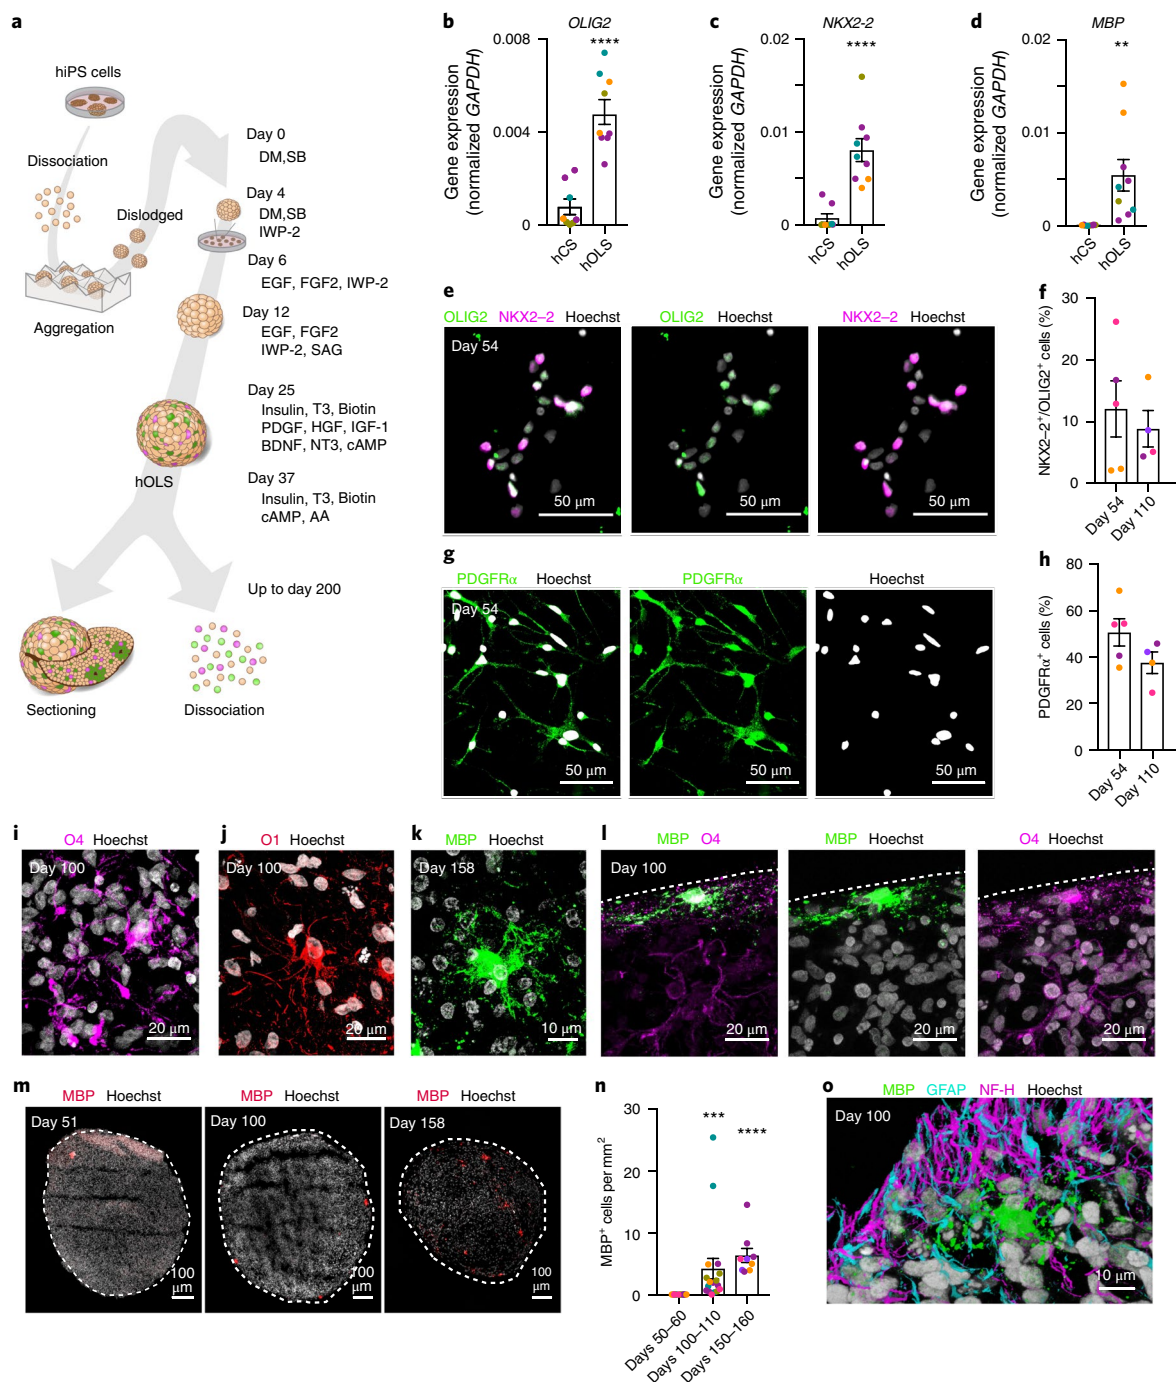 a
hiPS cells
Dissociation
Dislodged
Aggregation
Day 0
DM,SB
Day 4
DM,SB
IWP-2
Day 6
EGF, FGF2, IWP-2
Day 12
EGF, FGF2
IWP-2, SAG
Day 25
Insulin, T3, Biotin
PDGF, HGF, IGF-1
BDNF, NT3, cAMP
hOLS
Day 37
Insulin, T3, Biotin
cAMP, AA
Up to day 200
Sectioning
Dissociation
b
OLIG2
Gene expression
(normalized GAPDH)
0.008
0.004
0
****
hCS
hOLS
c
NKX2-2
Gene expression
(normalized GAPDH)
0.02
0.01
0
****
hCS
hOLS
d
MBP
Gene expression
(normalized GAPDH)
0.02
0.01
0
**
hCS
hOLS
e
OLIG2 NKX2–2 Hoechst
OLIG2 Hoechst
NKX2–2 Hoechst
Day 54
50 μm
50 μm
50 μm
f
NKX2–2+/OLIG2+ cells (%)
30
20
10
0
Day 54
Day 110
g
PDGFRα Hoechst
PDGFRα
Hoechst
Day 54
50 μm
50 μm
50 μm
h
PDGFRα+ cells (%)
80
60
40
20
0
Day 54
Day 110
i
O4 Hoechst
Day 100
20 μm
j
O1 Hoechst
Day 100
20 μm
k
MBP Hoechst
Day 158
10 μm
l
MBP O4
MBP Hoechst
O4 Hoechst
Day 100
20 μm
20 μm
20 μm
m
MBP Hoechst
MBP Hoechst
MBP Hoechst
Day 51
Day 100
Day 158
100
μm
100
μm
100
μm
n
MBP+ cells per mm2
30
20
10
0
***
****
Days 50–60
Days 100–110
Days 150–160
o
MBP GFAP NF-H Hoechst
Day 100
10 μm